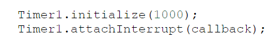 Timer1.initialize(1000);
Timer1.attachInterrupt(callback);